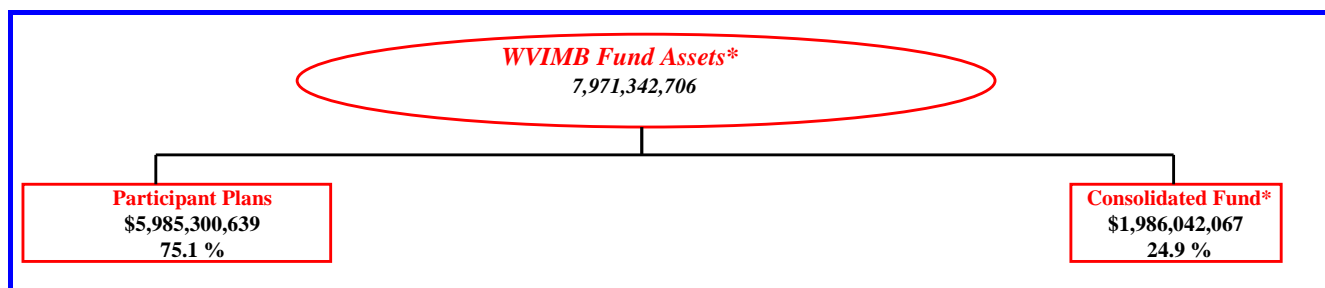 WVIMB Fund Assets*
7,971,342,706
Participant Plans
$5,985,300,639
75.1 %
Consolidated Fund*
$1,986,042,067
24.9 %